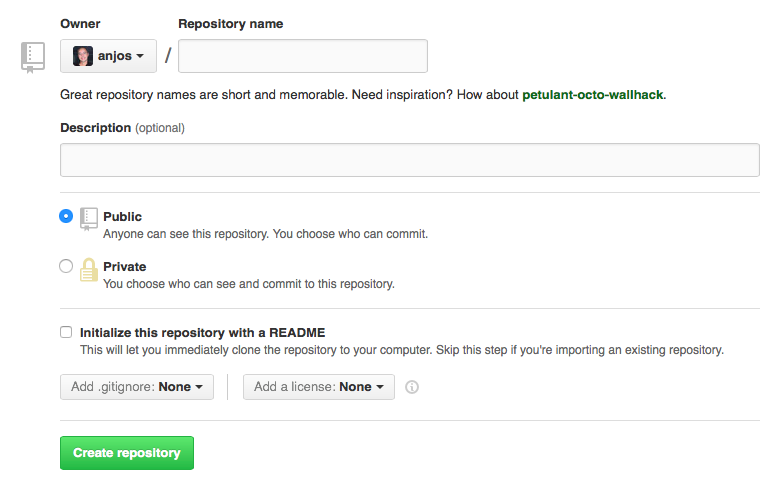 Owner Repository name
anjos /
Great repository names are short and memorable. Need inspiration? How about petulant-octo-wallhack.
Description (optional)
Public
Anyone can see this repository. You choose who can commit.
Private
You choose who can see and commit to this repository.
Initialize this repository with a README
This will let you immediately clone the repository to your computer. Skip this step if you're importing an existing repository.
Add .gitignore: None Add a license: None
Create repository